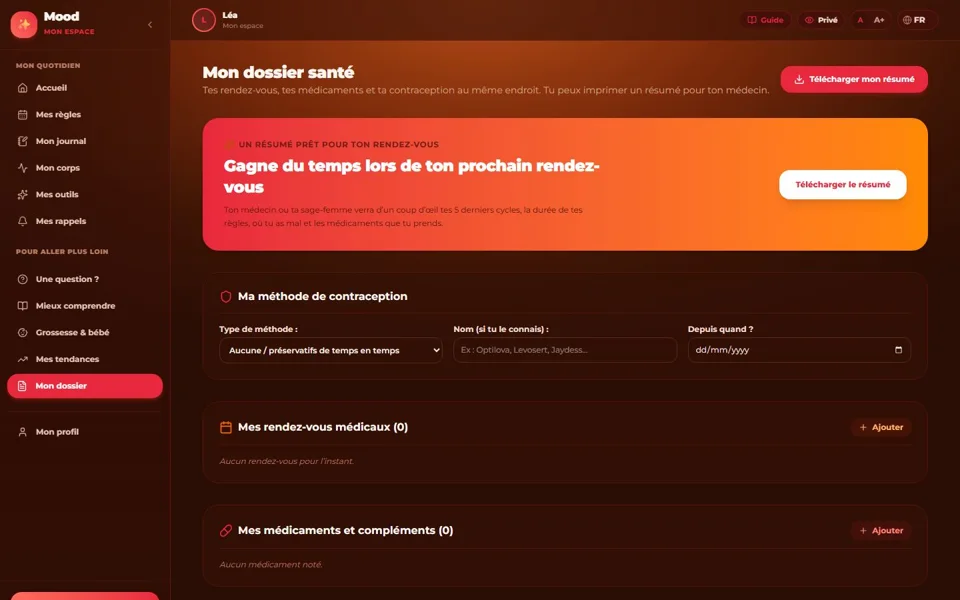 Mood
MON ESPACE
MON QUOTIDIEN
Accueil
Mes règles
Mon journal
Mon corps
Mes outils
Mes rappels
POUR ALLER PLUS LOIN
Une question ?
Mieux comprendre
Grossesse & bébé
Mes tendances
Mon dossier
Mon profil
L
Léa
Mon espace
Guide
Privé
A
A+
FR
Mon dossier santé
Tes rendez-vous, tes médicaments et ta contraception au même endroit. Tu peux imprimer un résumé pour ton médecin.
Télécharger mon résumé
UN RÉSUMÉ PRÊT POUR TON RENDEZ-VOUS
Gagne du temps lors de ton prochain rendez-
vous
Ton médecin ou ta sage-femme verra d'un coup d'œil tes 5 derniers cycles, la durée de tes
règles, où tu as mal et les médicaments que tu prends.
Télécharger le résumé
Ma méthode de contraception
Type de méthode :
Nom (si tu le connais) :
Depuis quand ?
Aucune / préservatifs de temps en temps
Ex : Optilova, Levosert, Jaydess...
dd/mm/yyyy
Mes rendez-vous médicaux (0)
+ Ajouter
Aucun rendez-vous pour l'instant.
Mes médicaments et compléments (0)
+ Ajouter
Aucun médicament noté.